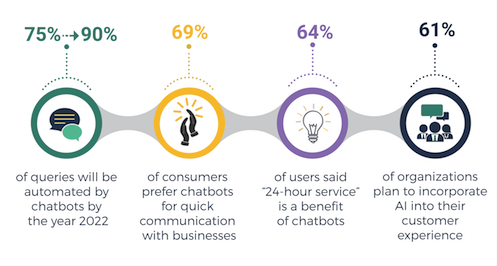 75% → 90%
of queries will be
automated by
chatbots by
the year 2022
69%
of consumers
prefer chatbots
for quick
communication
with businesses
64%
of users said
“24-hour service”
is a benefit
of chatbots
61%
of organizations
plan to incorporate
AI into their
customer
experience